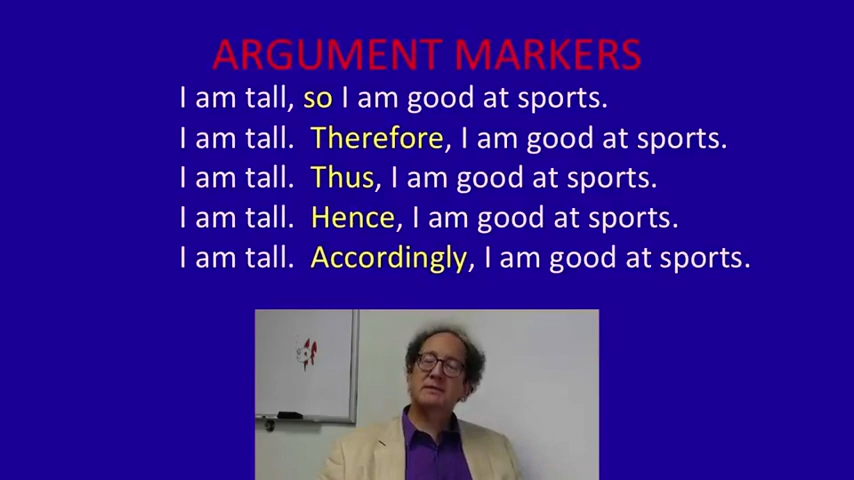 ARGUMENT MARKERS
I am tall, so I am good at sports.
I am tall.  Therefore, I am good at sports.
I am tall.  Thus, I am good at sports.
I am tall.  Hence, I am good at sports.
I am tall.  Accordingly, I am good at sports.